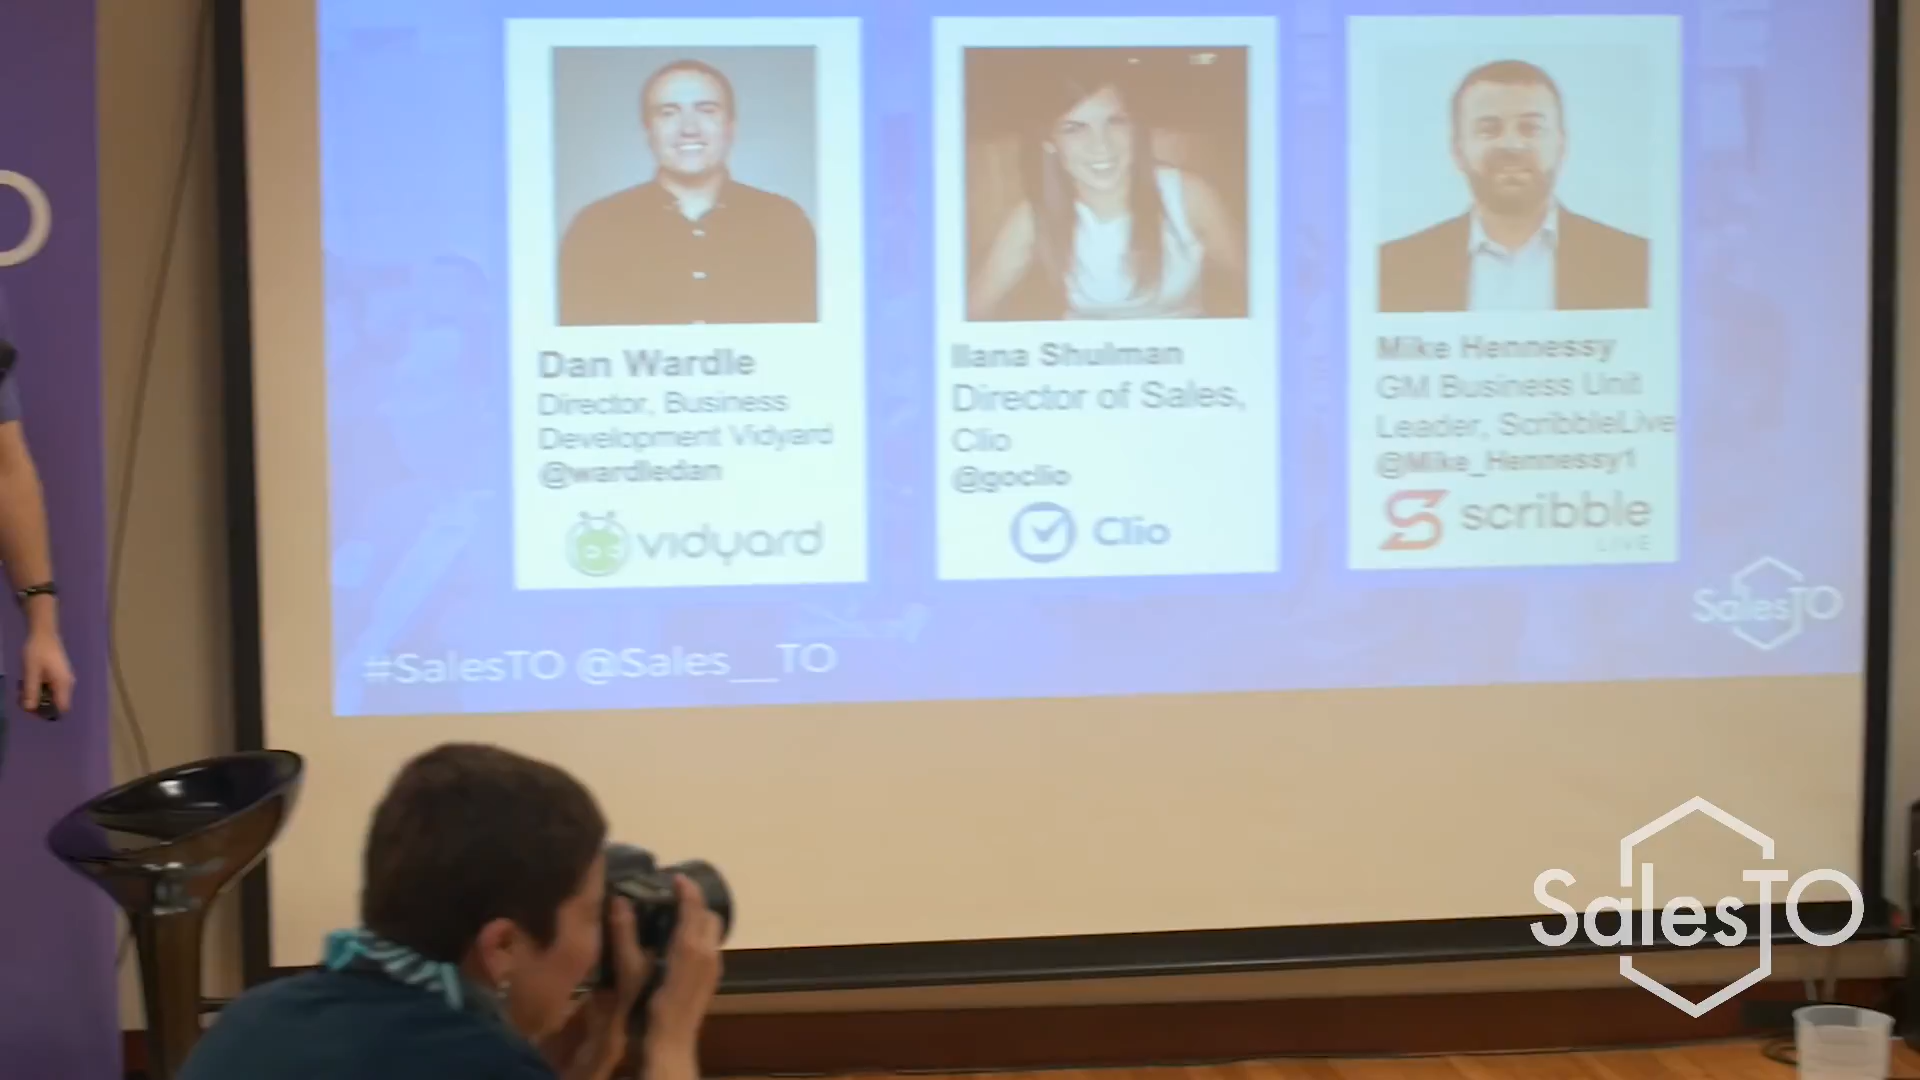 Dan Wardle
Director, Business
Development Vidyard
@wardledan
vidyard
Ilana Shulman
Director of Sales,
Clio
@goclio
Clio
Mike Hennessy
GM Business Unit
Leader, ScribbleLive
@Mike_Hennessy1
scribble
LIVE
SalesTO
#SalesTO @Sales__TO
SalesTO